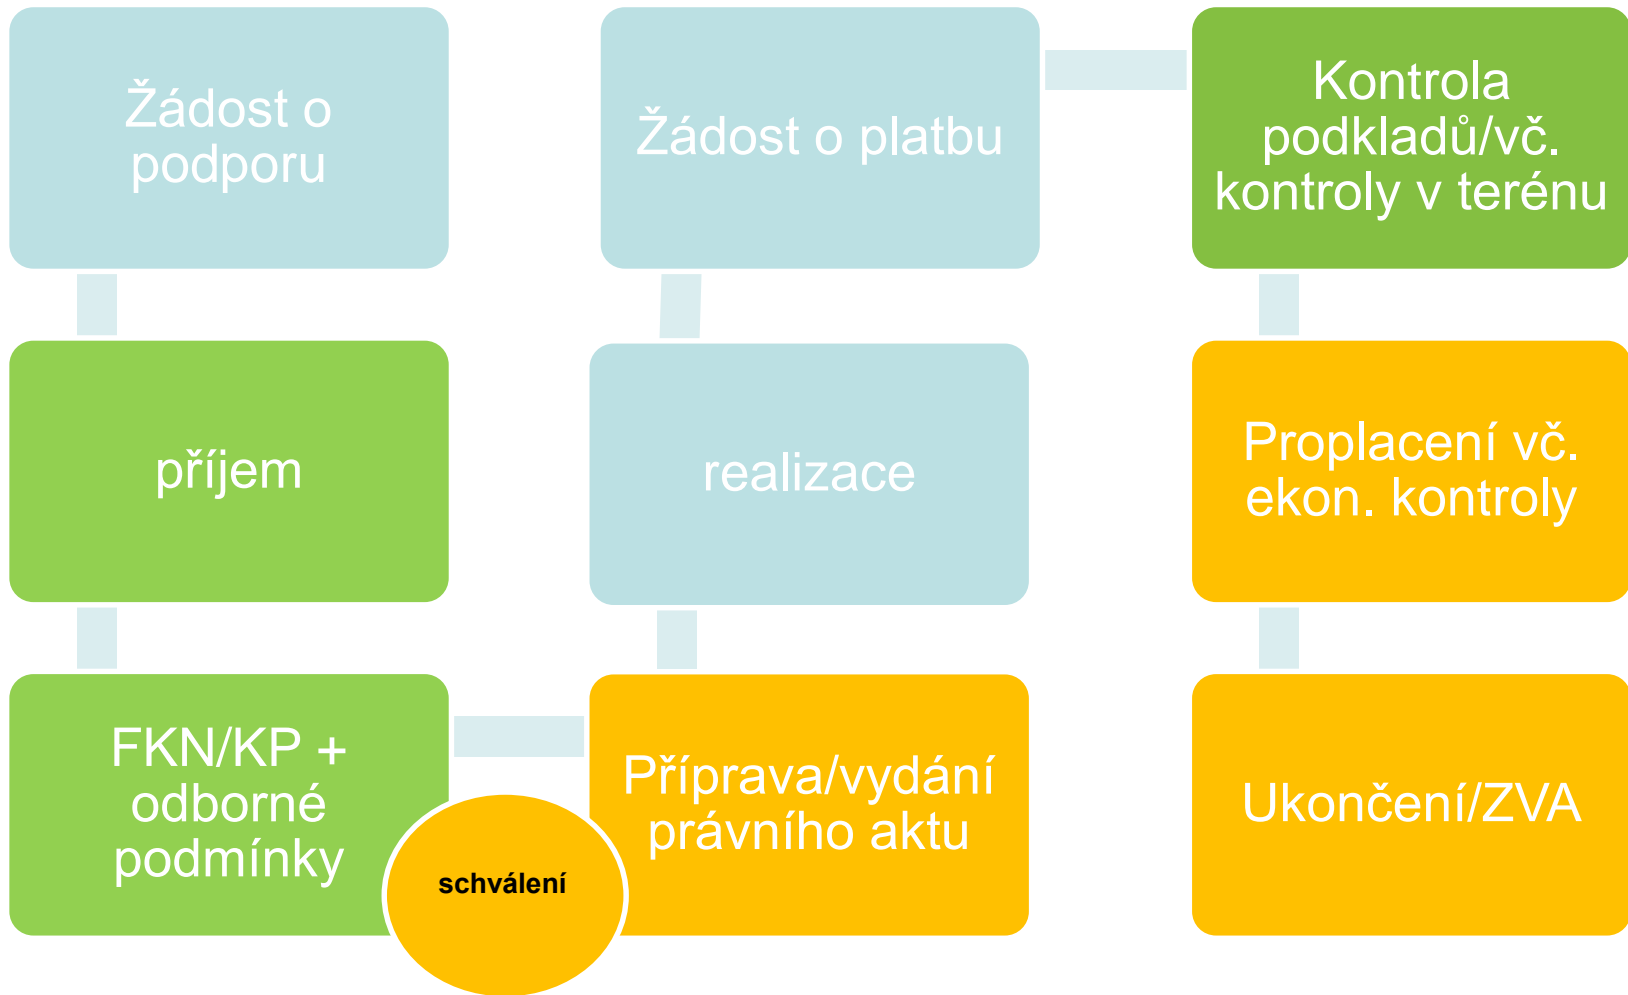 Žádost o
podporu
příjem
FKN/KP +
odborné
podmínky
schválení
Příprava/vydání
právního aktu
realizace
Žádost o platbu
Kontrola
podkladů/vč.
kontroly v terénu
Proplacení vč.
ekon. kontroly
Ukončení/ZVA